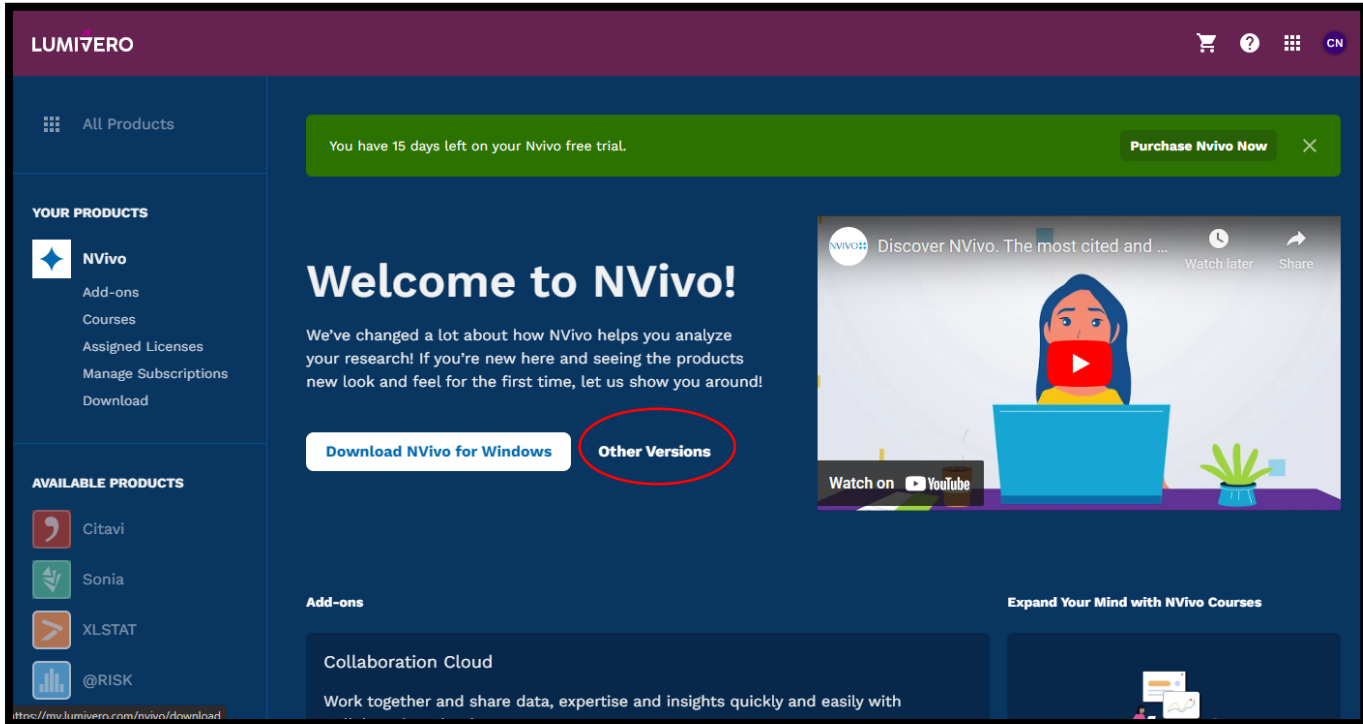 LUMIVERO
CN
All Products
You have 15 days left on your Nvivo free trial.
Purchase Nvivo Now
YOUR PRODUCTS
NVivo
Add-ons
Courses
Assigned Licenses
Manage Subscriptions
Download
AVAILABLE PRODUCTS
Citavi
Sonia
XLSTAT
@RISK
Welcome to NVivo!
We've changed a lot about how NVivo helps you analyze
your research! If you're new here and seeing the products
new look and feel for the first time, let us show you around!
Download NVivo for Windows
Other Versions
NVIVO
Discover NVivo. The most cited and ...
Watch later
Share
Watch on YouTube
Add-ons
Collaboration Cloud
Work together and share data, expertise and insights quickly and easily with
Expand Your Mind with NVivo Courses
ttps://my.lumivero.com/nvivo/download